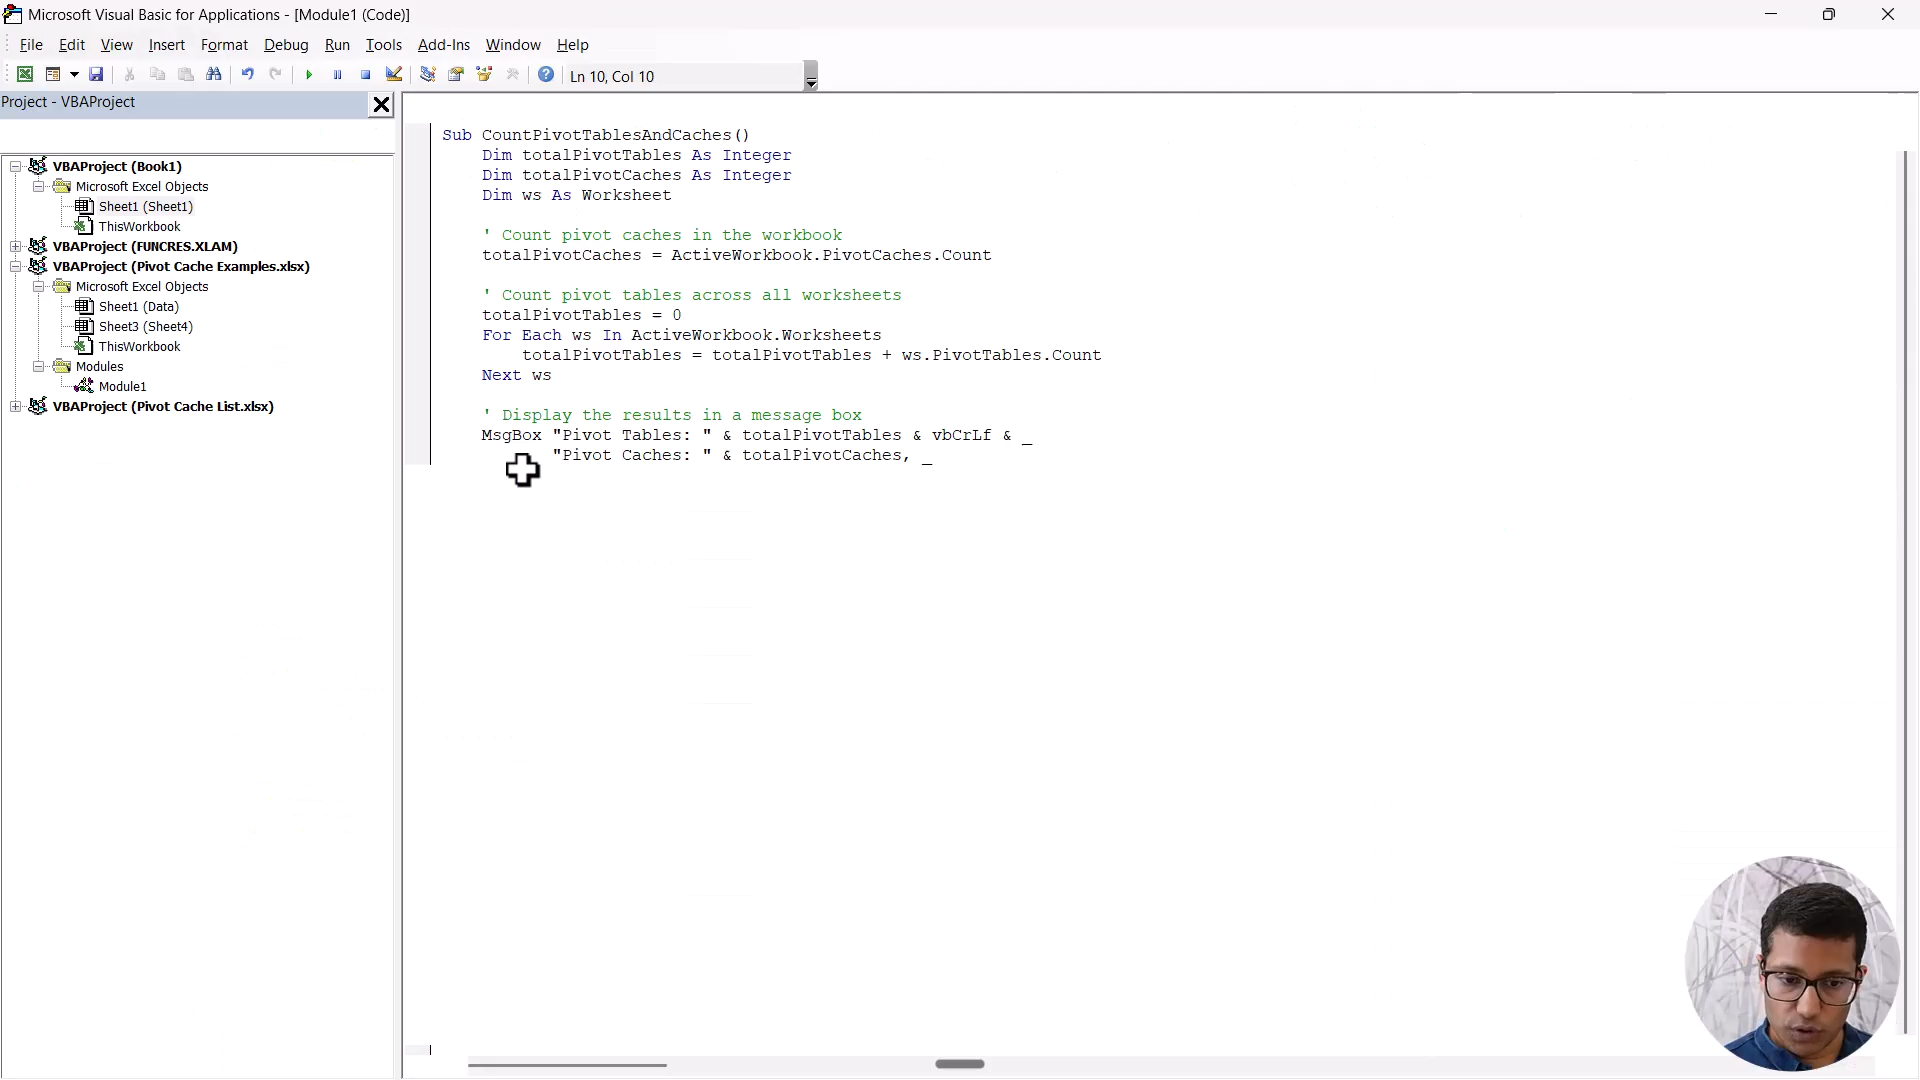 Microsoft Visual Basic for Applications - [Module1 (Code)]
File Edit View Insert Format Debug Run Tools Add-Ins Window Help
Ln 10, Col 10
Project - VBAProject
VBAProject (Book1)
Microsoft Excel Objects
Sheet1 (Sheet1)
ThisWorkbook
VBAProject (FUNCRES.XLAM)
VBAProject (Pivot Cache Examples.xlsx)
Microsoft Excel Objects
Sheet1 (Data)
Sheet3 (Sheet4)
ThisWorkbook
Modules
Module1
VBAProject (Pivot Cache List.xlsx)
Sub CountPivotTablesAndCaches()
Dim totalPivotTables As Integer
Dim totalPivotCaches As Integer
Dim ws As Worksheet
' Count pivot caches in the workbook
totalPivotCaches = ActiveWorkbook.PivotCaches.Count
' Count pivot tables across all worksheets
totalPivotTables = 0
For Each ws In ActiveWorkbook.Worksheets
totalPivotTables = totalPivotTables + ws.PivotTables.Count
Next ws
' Display the results in a message box
MsgBox "Pivot Tables: " & totalPivotTables & vbCrLf & _
"Pivot Caches: " & totalPivotCaches, _